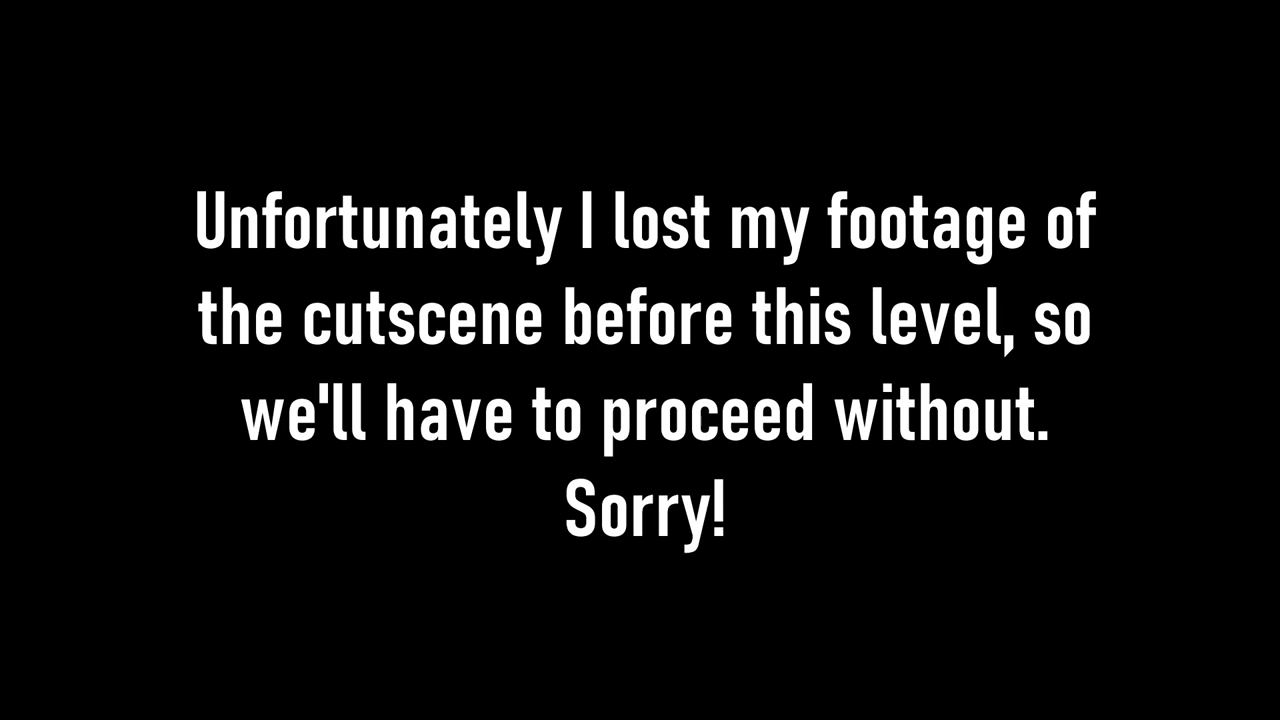 Unfortunately I lost my footage of
the cutscene before this level, so
we'll have to proceed without.
Sorry!